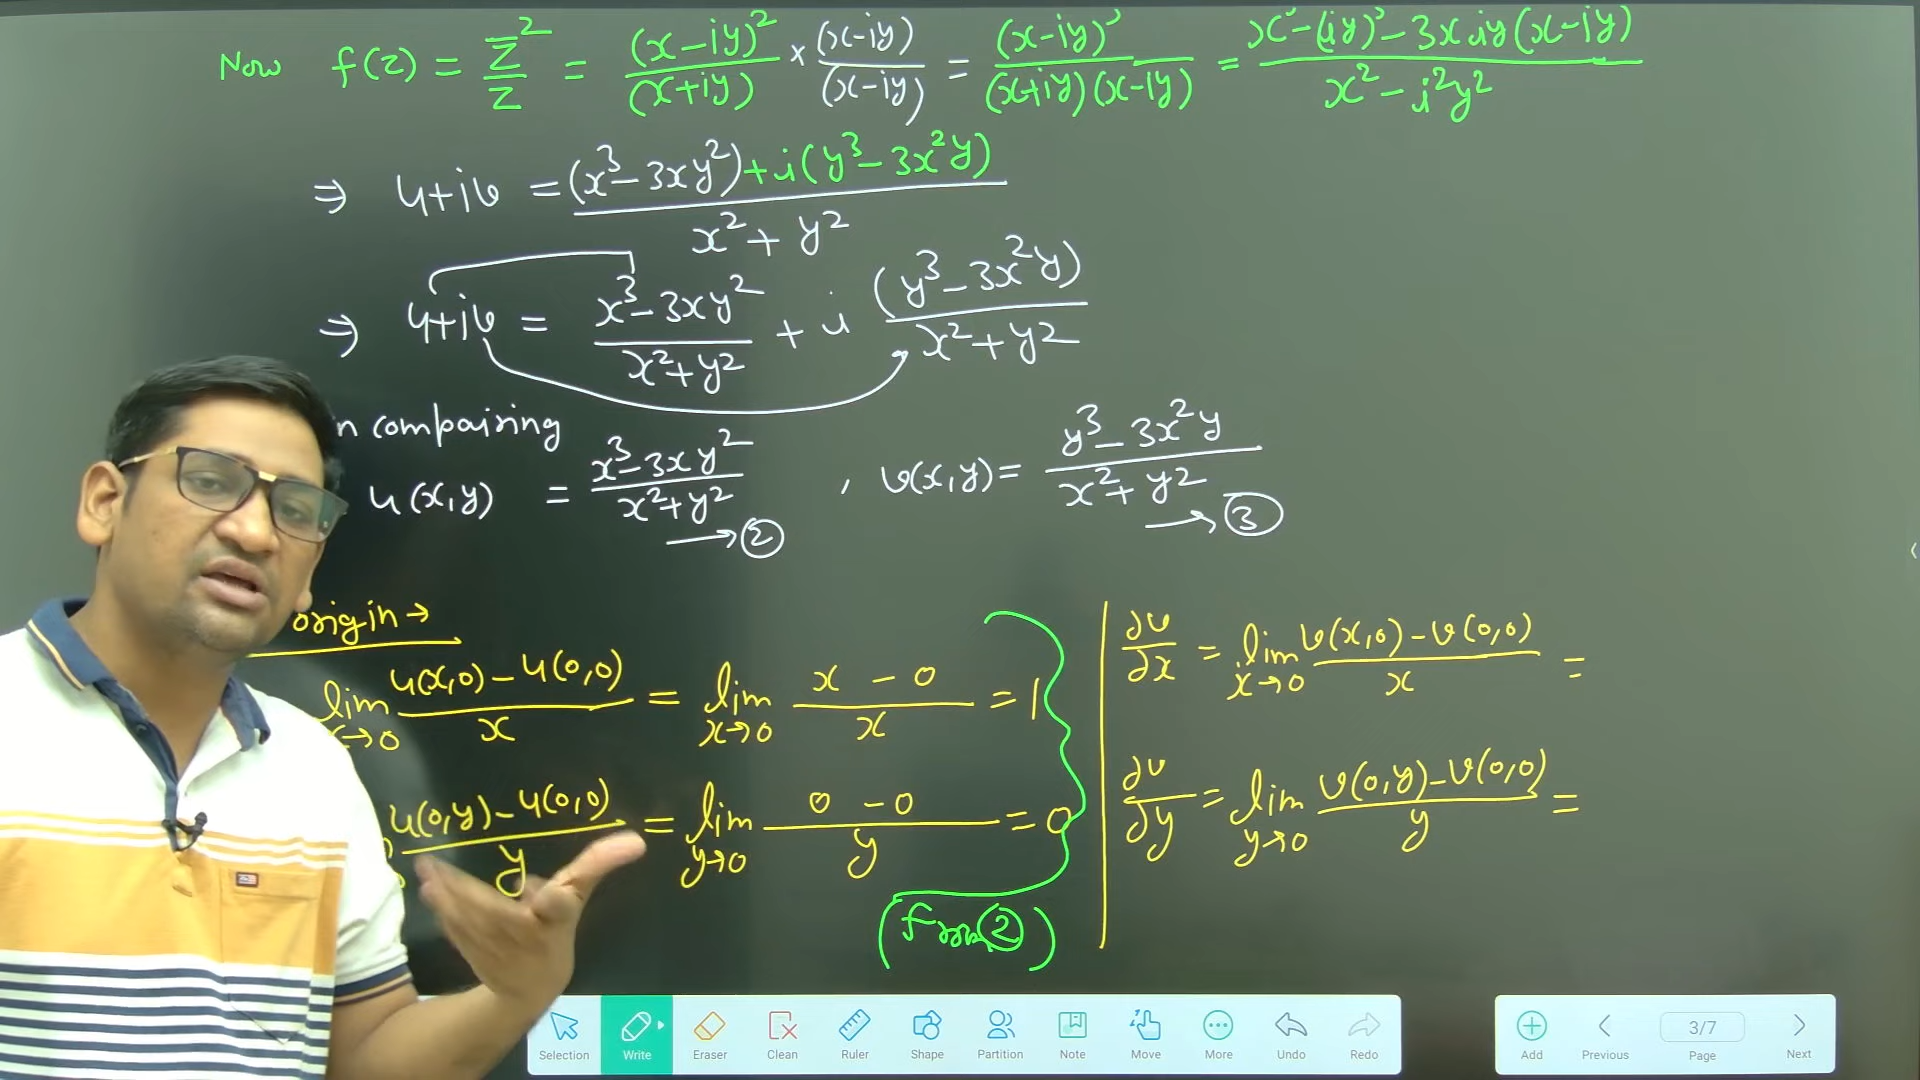 Now f(z) = z̅²/z = (x-iy)²/(x+iy) × (x-iy)/(x-iy) = (x-iy)³/(x+iy)(x-iy) = x³-(iy)³-3x.iy(x-iy)/x²-i²y²
⇒ u+iv = (x³-3xy²)+i(y³-3x²y)/x²+y²
⇒ u+iv = x³-3xy²/x²+y² + i (y³-3x²y)/x²+y²
n compairing
u(x,y) = x³-3xy²/x²+y² → ② , v(x,y) = y³-3x²y/x²+y² → ③
origin →
lim x→0 u(x,0)-u(0,0)/x = lim x→0 x-0/x = 1
u(0,y)-u(0,0)/y = lim y→0 0-0/y = 0
(from ②)
∂v/∂x = lim x→0 v(x,0)-v(0,0)/x =
∂v/∂y = lim y→0 v(0,y)-v(0,0)/y =
Selection Write Eraser Clean Ruler Shape Partition Note Move More Undo Redo
Add Previous 3/7 Page Next